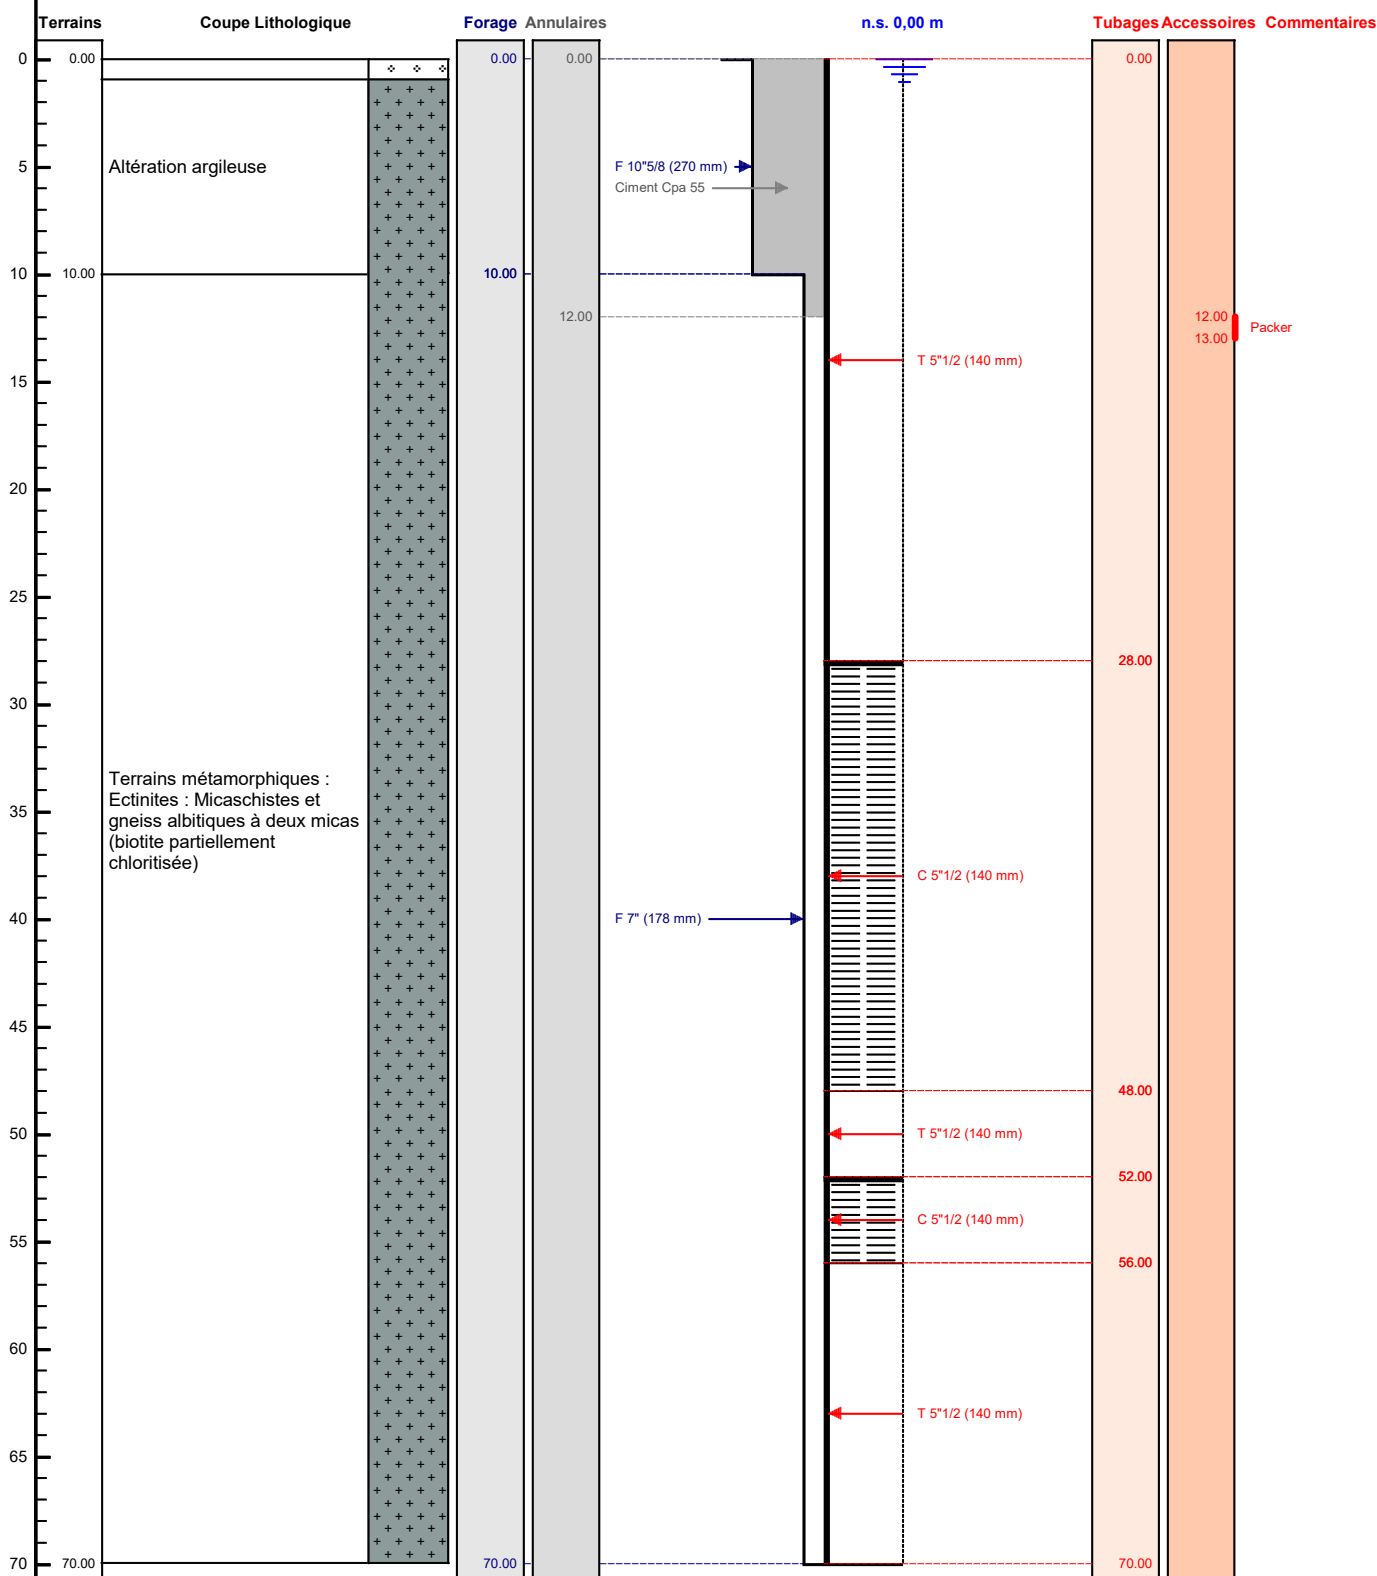 Terrains Coupe Lithologique Forage Annulaires n.s. 0,00 m Tubages Accessoires Commentaires
0 0.00 0.00 0.00 0.00
5 Altération argileuse F 10"5/8 (270 mm)
Ciment Cpa 55
10 10.00 10.00
12.00 12.00
Packer
13.00
T 5"1/2 (140 mm)
15
20
25
28.00
30
Terrains métamorphiques :
Ectinites : Micaschistes et
35
gneiss albitiques à deux micas
(biotite partiellement
chloritisée)
C 5"1/2 (140 mm)
40 F 7" (178 mm)
45
48.00
50 T 5"1/2 (140 mm)
52.00
C 5"1/2 (140 mm)
55
56.00
60
T 5"1/2 (140 mm)
65
70 70.00 70.00 70.00